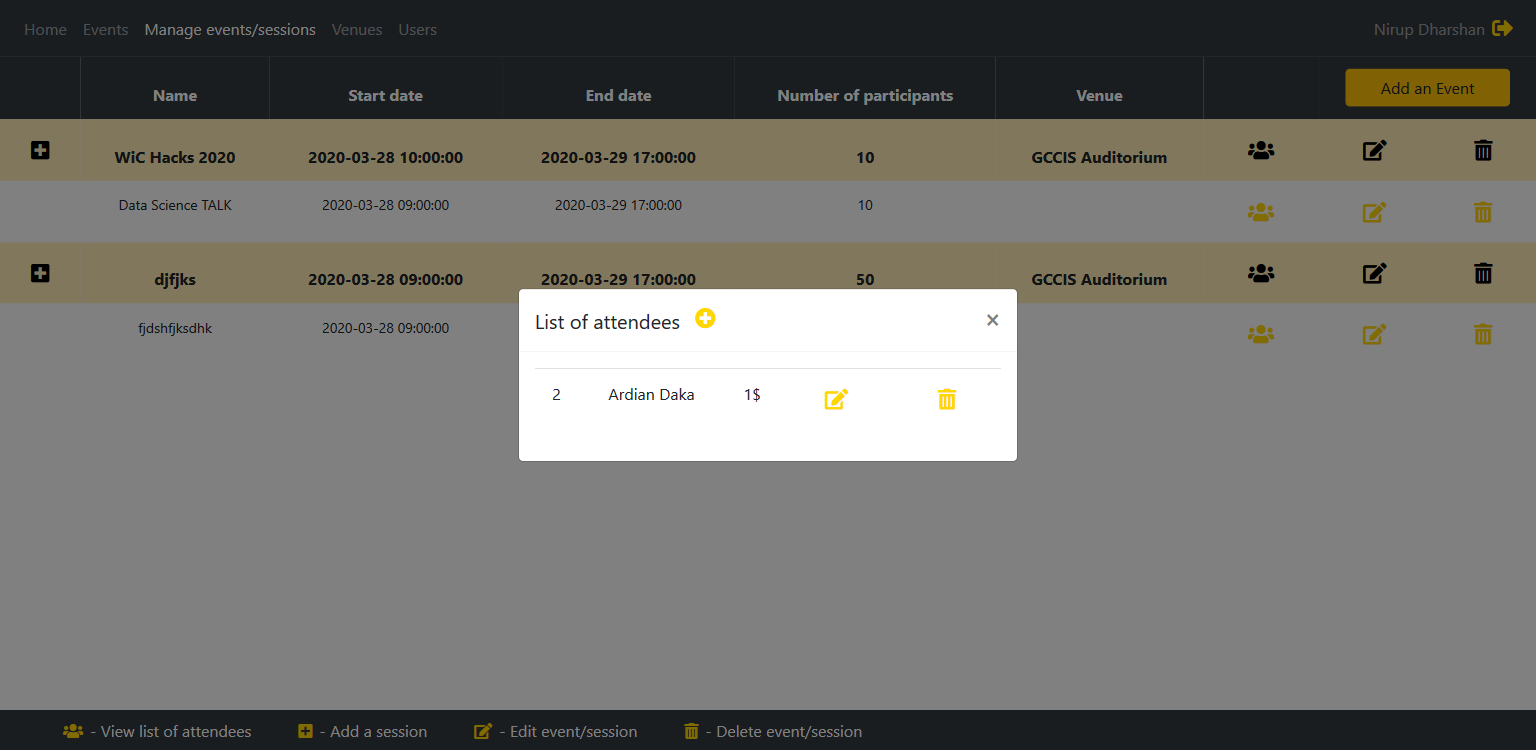 Home Events Manage events/sessions Venues Users Nirup Dharshan
Name Start date End date Number of participants Venue Add an Event
WiC Hacks 2020 2020-03-28 10:00:00 2020-03-29 17:00:00 10 GCCIS Auditorium
Data Science TALK 2020-03-28 09:00:00 2020-03-29 17:00:00 10
djfjks 2020-03-28 09:00:00 2020-03-29 17:00:00 50 GCCIS Auditorium
fjdshfjksdhk 2020-03-28 09:00:00
List of attendees ×
2 Ardian Daka 1$
- View list of attendees - Add a session - Edit event/session - Delete event/session